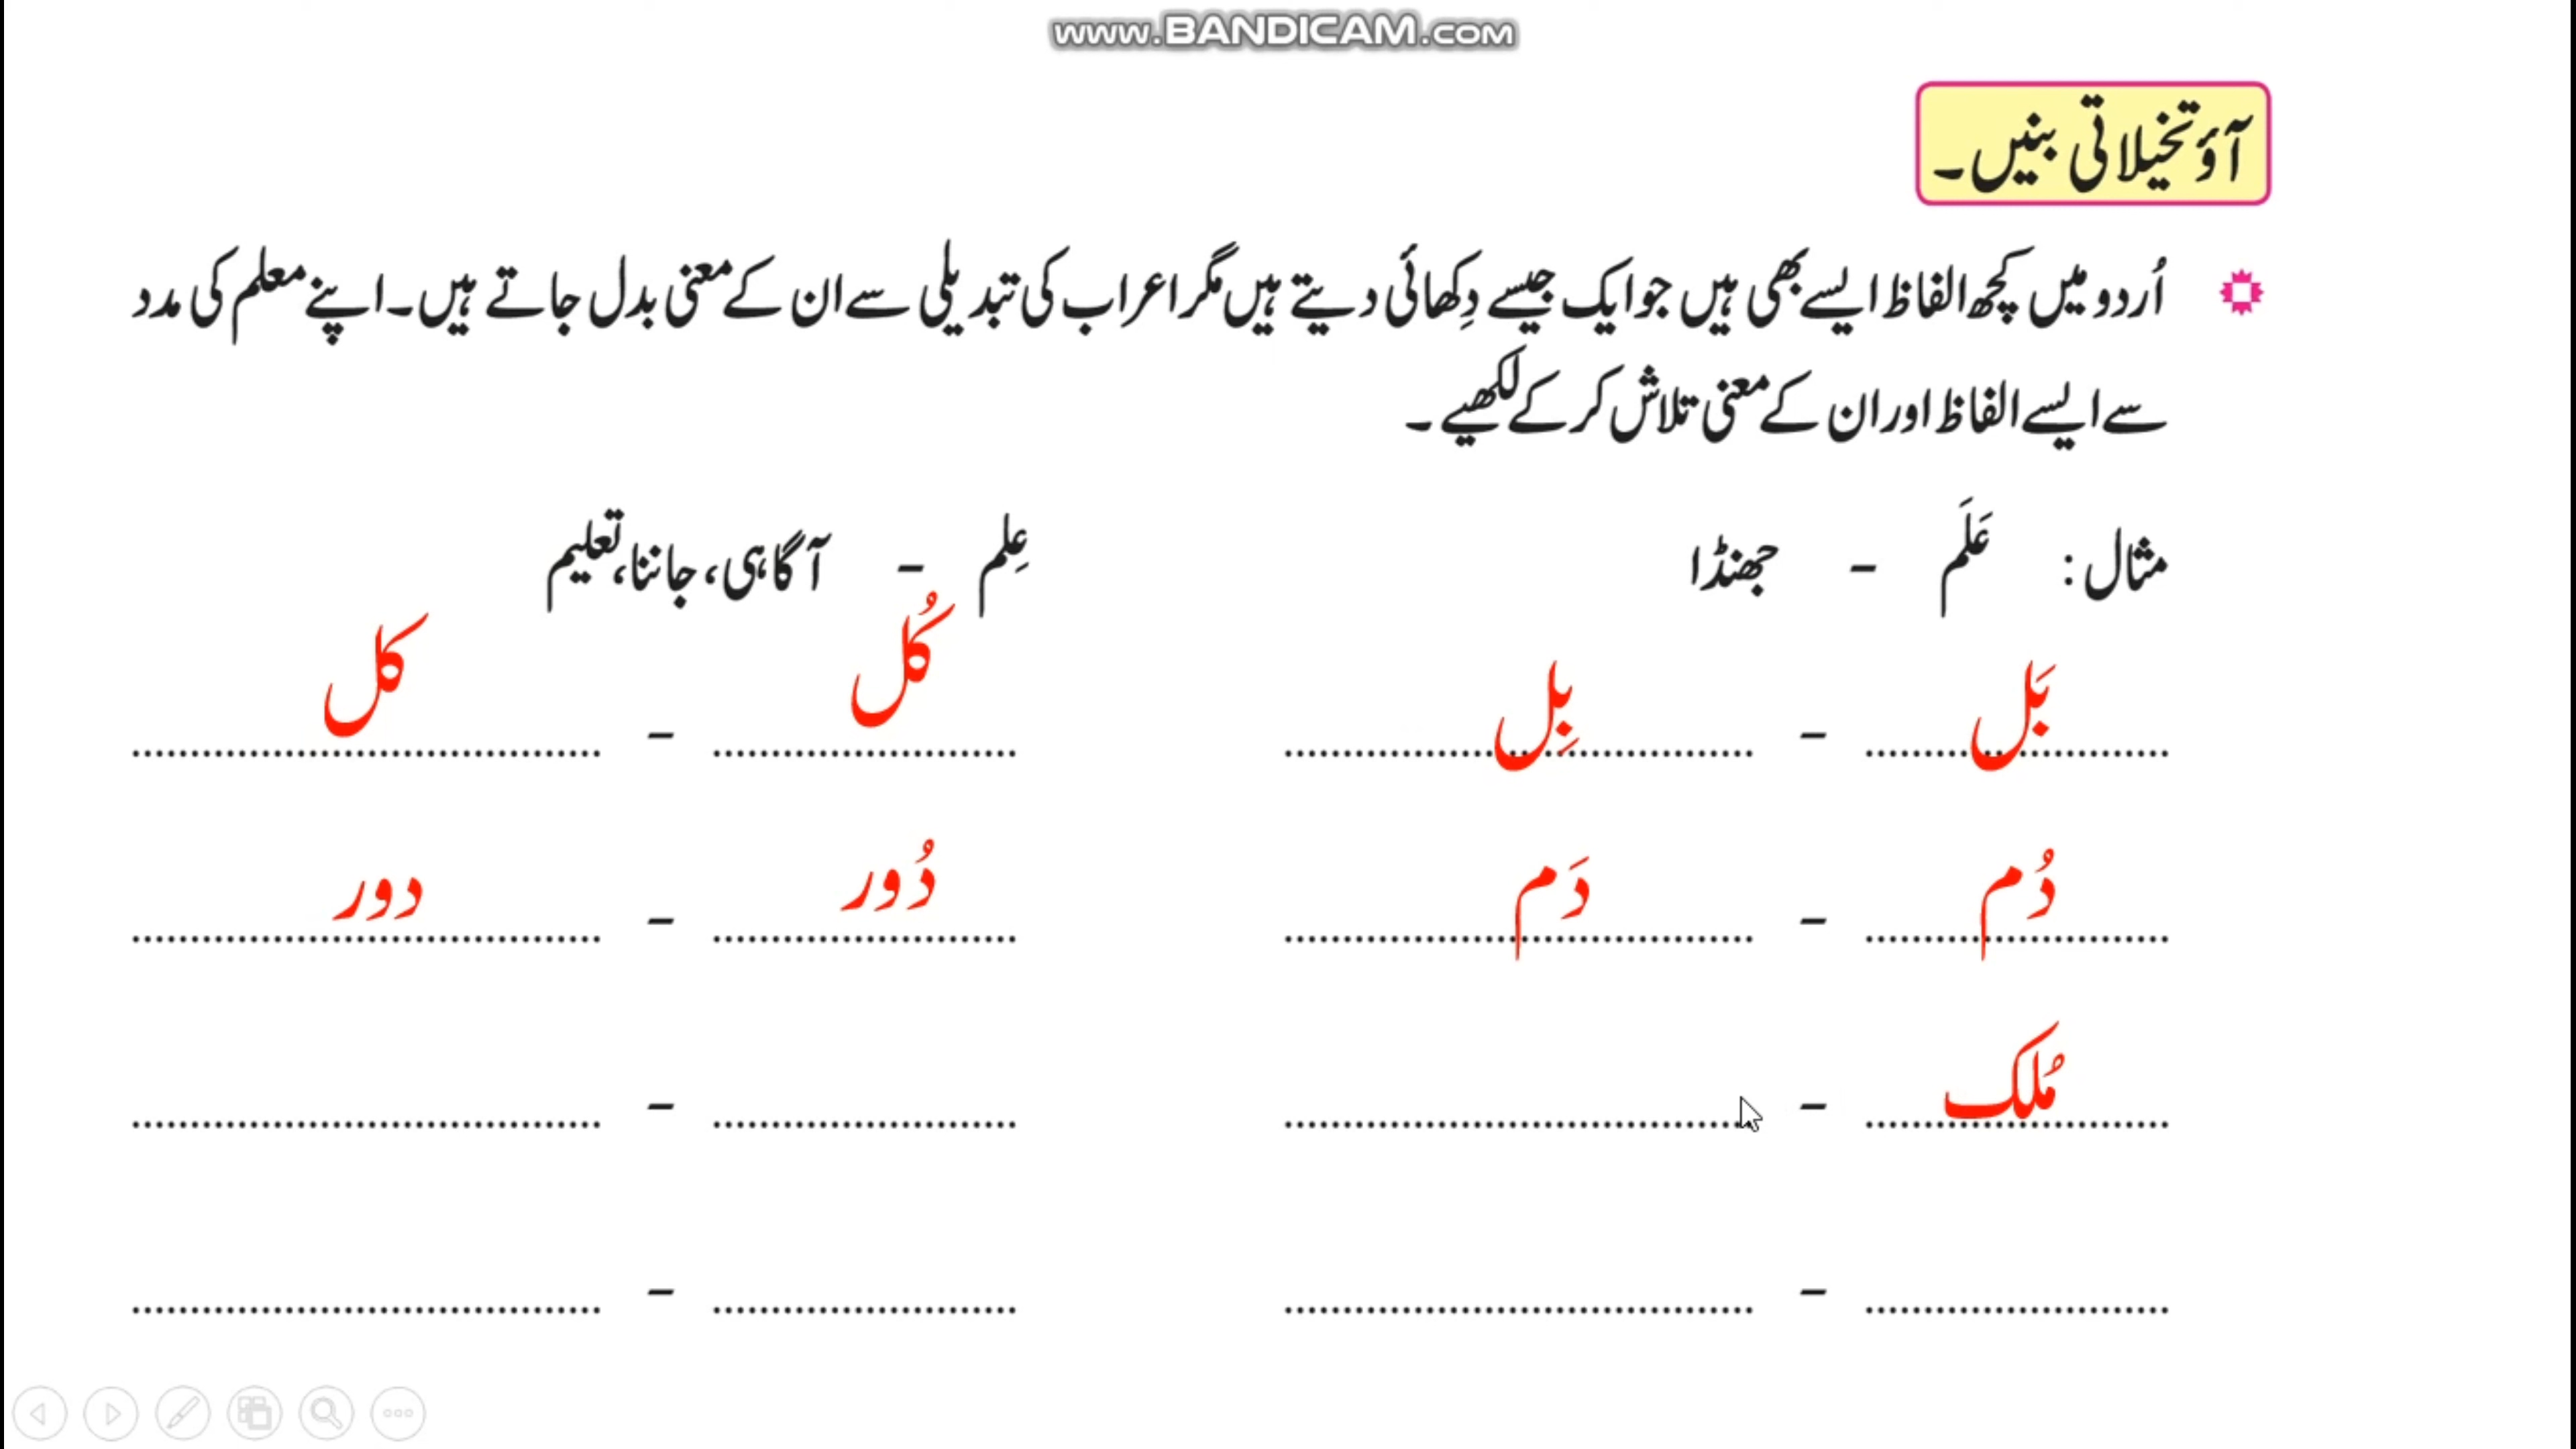 www.BANDICAM.com
آؤ تخیلاتی بنیں۔
اُردو میں کچھ الفاظ ایسے بھی ہیں جو ایک جیسے دِکھائی دیتے ہیں مگر اعراب کی تبدیلی سے ان کے معنی بدل جاتے ہیں۔ اپنے معلم کی مدد
سے ایسے الفاظ اور ان کے معنی تلاش کر کے لکھیے۔
مثال: عَلَم - جھنڈا عِلم - آگاہی، جاننا، تعلیم
بَل - بِل کُل - کل
دُم - دَم دُور - دور
مُلک - -
- -